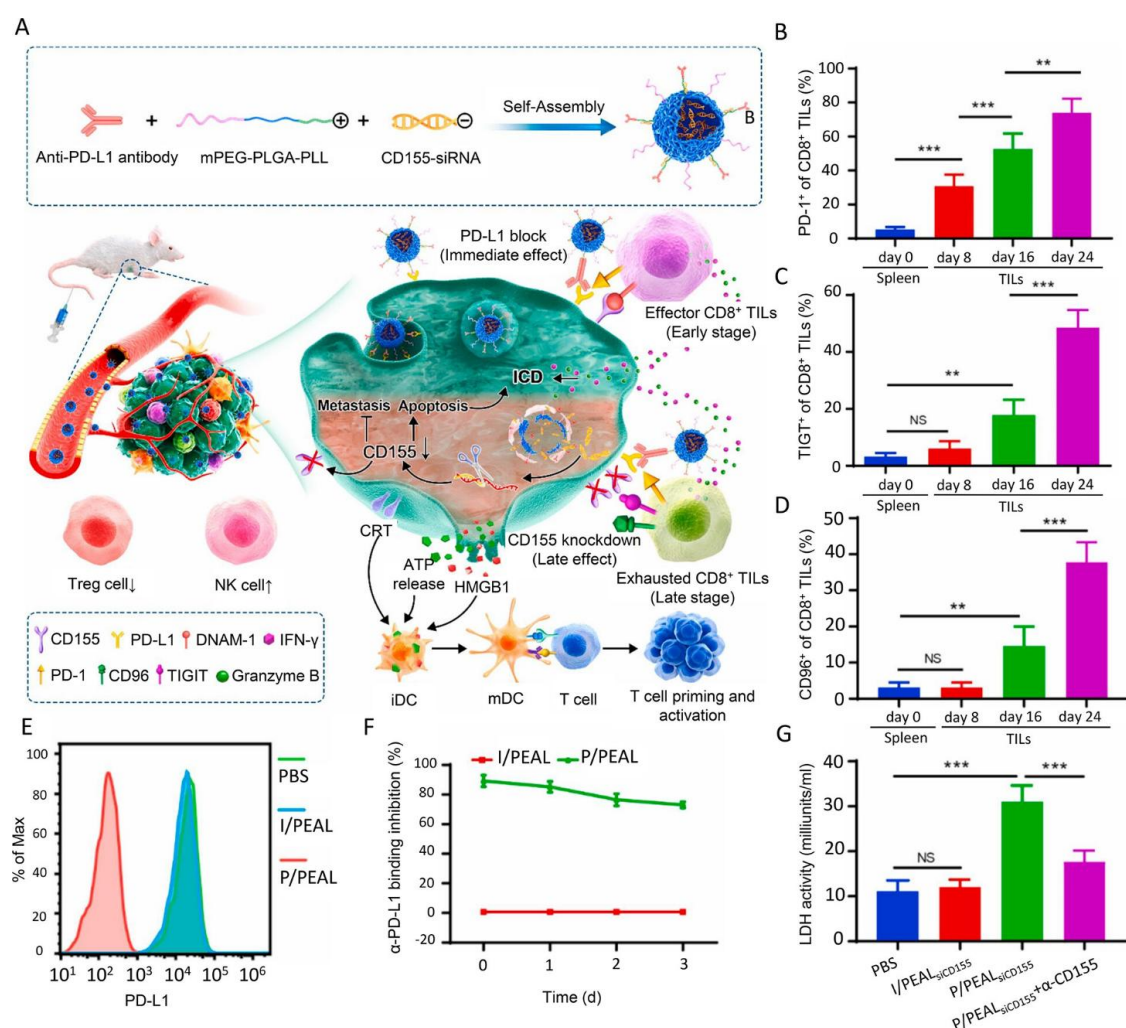 A
Anti-PD-L1 antibody
+
mPEG-PLGA-PLL
+
CD155-siRNA
Self-Assembly
B
PD-L1 block
(Immediate effect)
Effector CD8+ TILs
(Early stage)
ICD
Metastasis
Apoptosis
CD155
CRT
ATP
release
HMGB1
CD155 knockdown
(Late effect)
Exhausted CD8+ TILs
(Late stage)
Treg cell↓
NK cell↑
iDC
mDC
T cell
T cell priming and
activation
CD155 PD-L1 DNAM-1 IFN-γ
PD-1 CD96 TIGIT Granzyme B
B
PD-1+ of CD8+ TILs (%)
100
80
60
40
20
0
***
***
**
day 0 day 8 day 16 day 24
Spleen TILs
C
TIGT+ of CD8+ TILs (%)
60
40
20
0
NS
**
***
day 0 day 8 day 16 day 24
Spleen TILs
D
CD96+ of CD8+ TILs (%)
50
40
30
20
10
0
NS
**
***
day 0 day 8 day 16 day 24
Spleen TILs
E
% of Max
100
80
60
40
20
0
101 102 103 104 105 106
PD-L1
PBS
I/PEAL
P/PEAL
F
I/PEAL P/PEAL
α-PD-L1 binding inhibition (%)
100
80
60
40
20
0
-20
0 1 2 3
Time (d)
G
LDH activity (milliunits/ml)
40
30
20
10
0
NS
***
***
PBS
I/PEALsiCD155
P/PEALsiCD155
P/PEALsiCD155+α-CD155